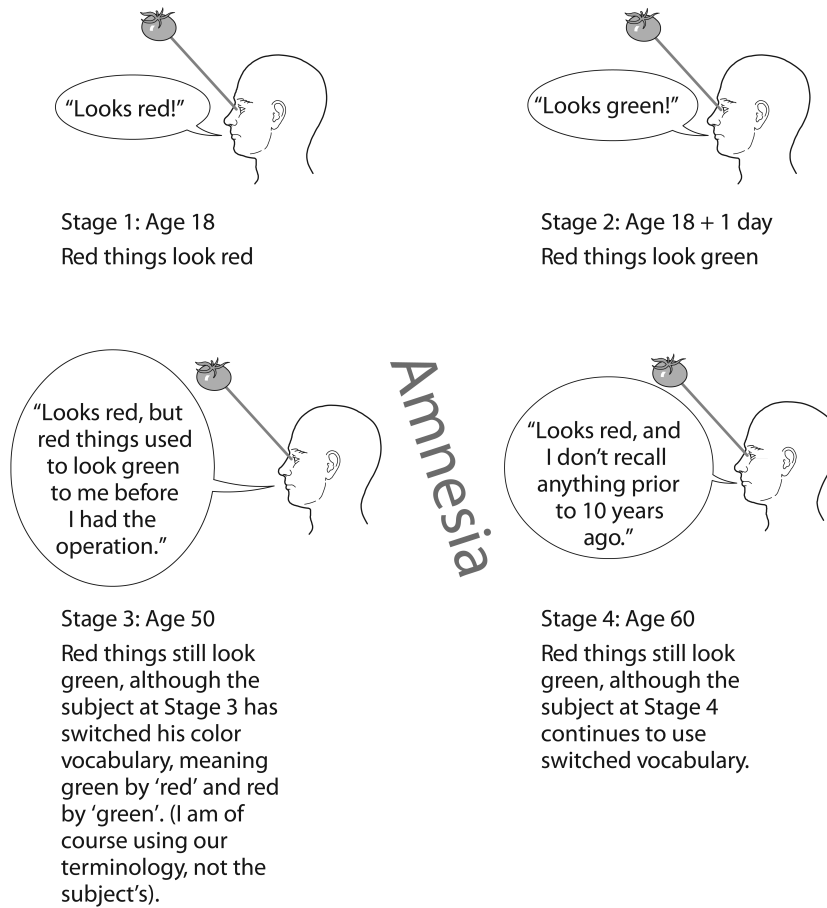 “Looks red!”
Stage 1: Age 18
Red things look red
“Looks green!”
Stage 2: Age 18 + 1 day
Red things look green
“Looks red, but
red things used
to look green
to me before
I had the
operation.”
Stage 3: Age 50
Red things still look
green, although the
subject at Stage 3 has
switched his color
vocabulary, meaning
green by ‘red’ and red
by ‘green’. (I am of
course using our
terminology, not the
subject’s).
Amnesia
“Looks red, and
I don’t recall
anything prior
to 10 years
ago.”
Stage 4: Age 60
Red things still look
green, although the
subject at Stage 4
continues to use
switched vocabulary.